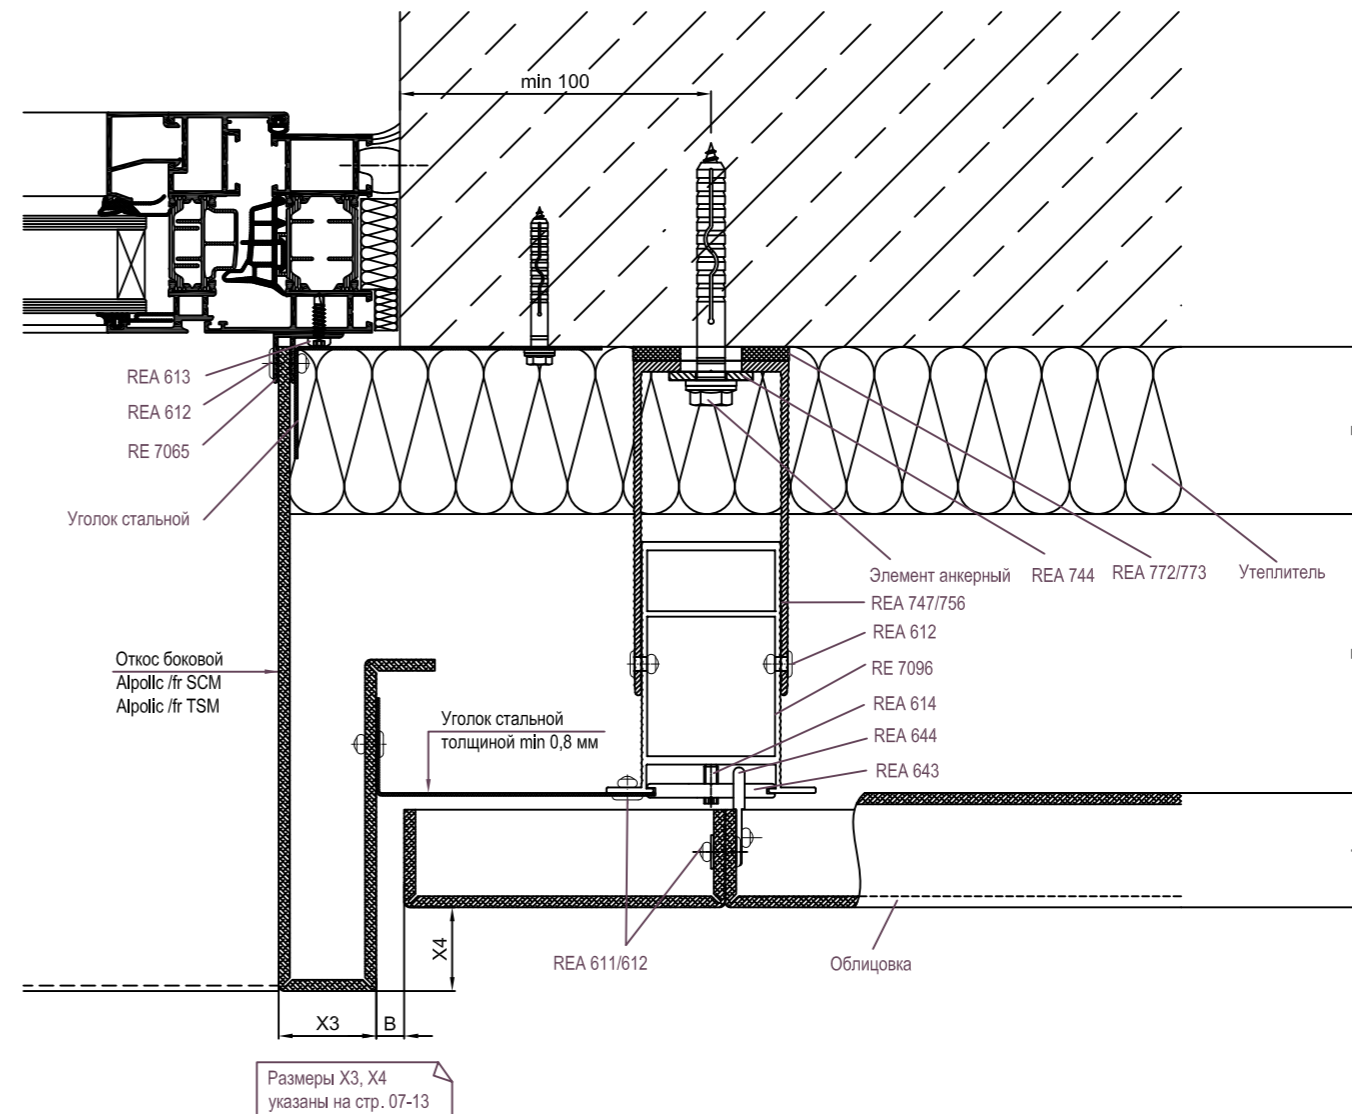 min 100
REA 613
REA 612
RE 7065
Уголок стальной
Элемент анкерный
REA 744
REA 772/773
Утеплитель
REA 747/756
REA 612
RE 7096
REA 614
REA 644
REA 643
Откос боковой
Alpolic /fr SCM
Alpolic /fr TSM
Уголок стальной
толщиной min 0,8 мм
X4
REA 611/612
Облицовка
X3
B
Размеры X3, X4
указаны на стр. 07-13